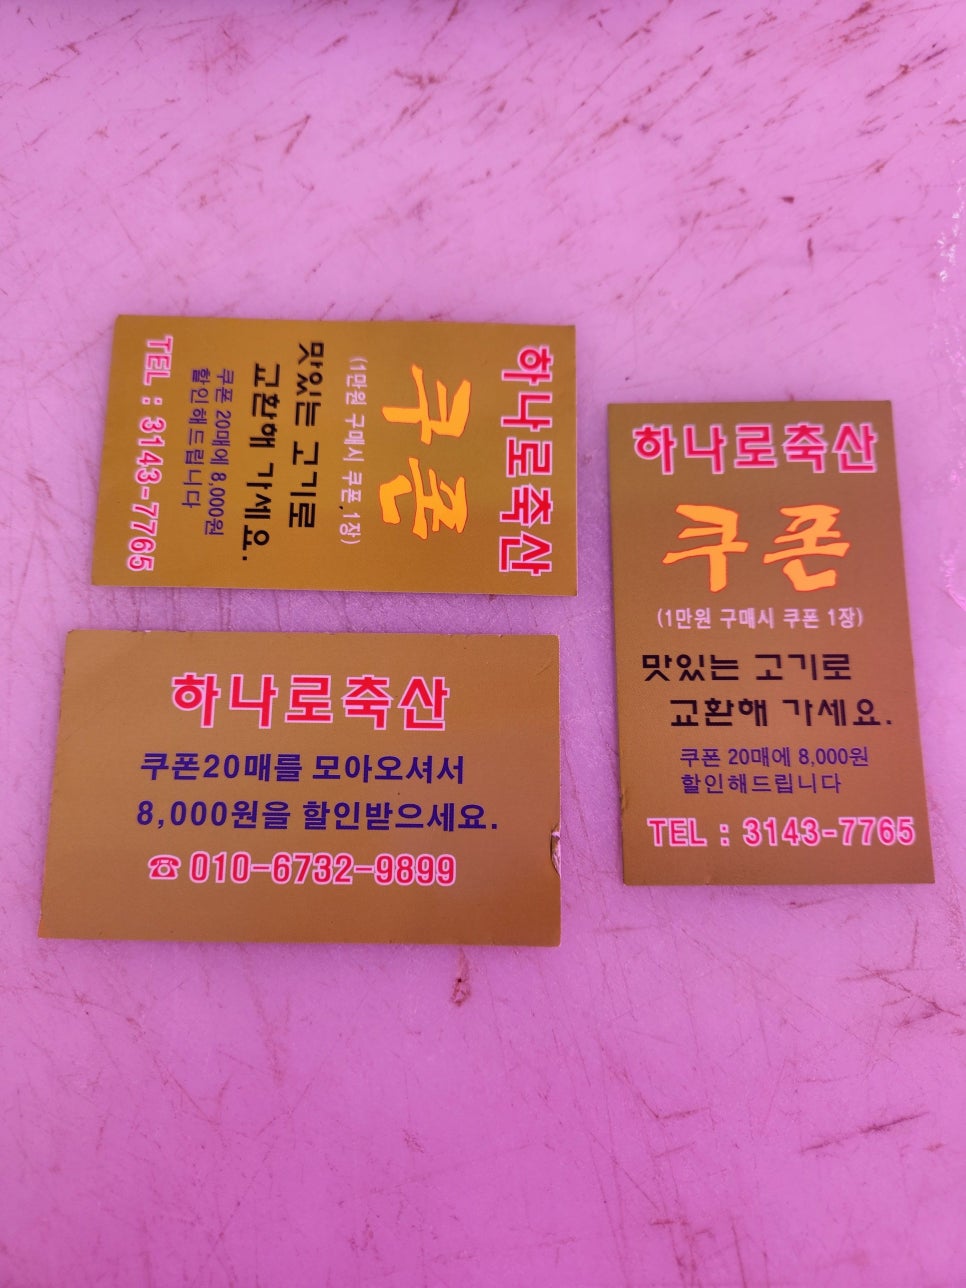 하나로축산
쿠폰
(1만원 구매시 쿠폰 1장)
맛있는 고기로
교환해 가세요.
쿠폰 20매에 8,000원
할인해드립니다
TEL : 3143-7765
하나로축산
쿠폰20매를 모아오셔서
8,000원을 할인받으세요.
☎ 010-6732-9899
하나로축산
쿠폰
(1만원 구매시 쿠폰 1장)
맛있는 고기로
교환해 가세요.
쿠폰 20매에 8,000원
할인해드립니다
TEL : 3143-7765